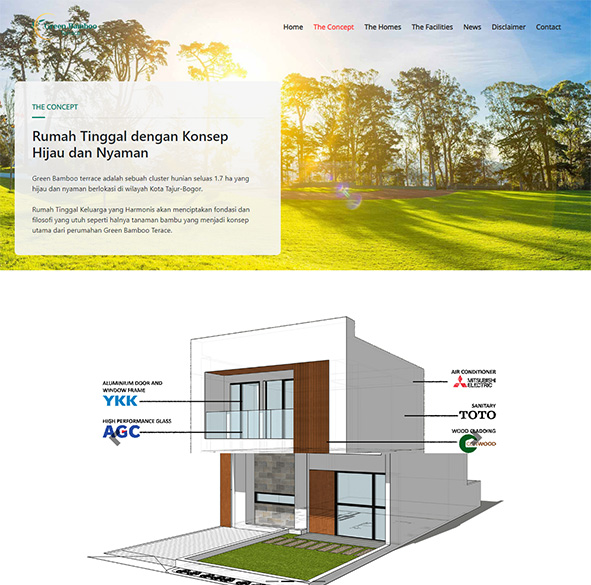 Green Bamboo
Home The Concept The Homes The Facilities News Disclaimer Contact
THE CONCEPT
Rumah Tinggal dengan Konsep
Hijau dan Nyaman
Green Bamboo terrace adalah sebuah cluster hunian seluas 1.7 ha yang
hijau dan nyaman berlokasi di wilayah Kota Tajur-Bogor.
Rumah Tinggal Keluarga yang Harmonis akan menciptakan fondasi dan
filosofi yang utuh seperti halnya tanaman bambu yang menjadi konsep
utama dari perumahan Green Bamboo Terace.
ALUMINIUM DOOR AND
WINDOW FRAME
YKK
HIGH PERFORMANCE GLASS
AGC
AIR CONDITIONER
MITSUBISHI
ELECTRIC
SANITARY
TOTO
WOOD CLADDING